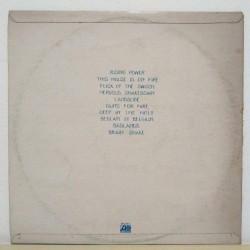 RISING POWER
THIS HOUSE IS ON FIRE
FLICK OF THE SWITCH
NERVOUS SHAKEDOWN
LANDSLIDE
GUNS FOR HIRE
DEEP IN THE HOLE
BEDLAM IN BELGIUM
BADLANDS
BRAIN SHAKE